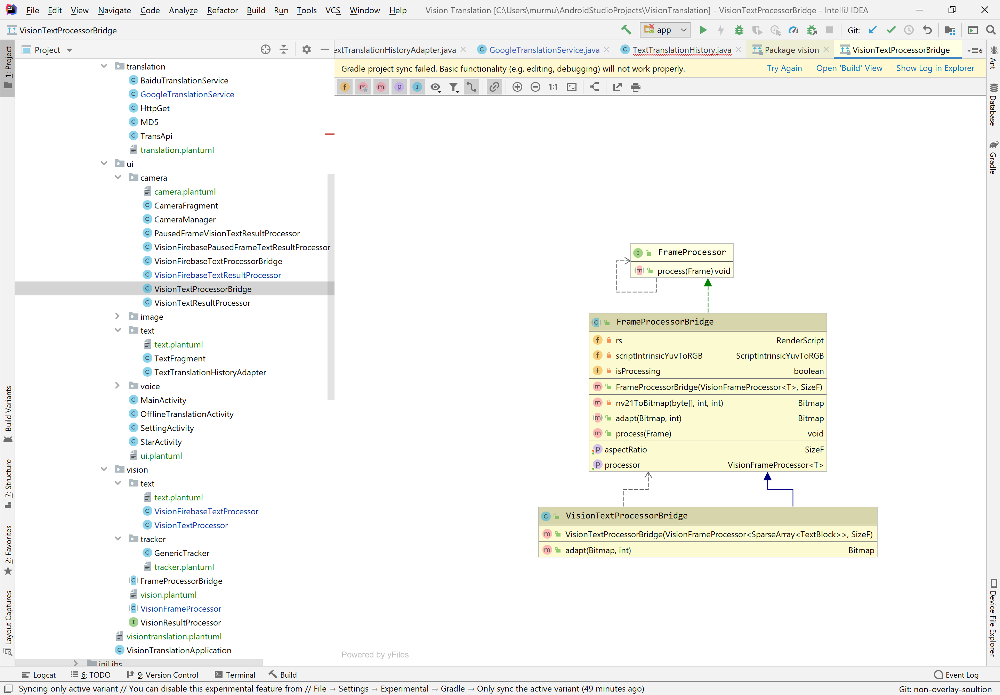 File Edit View Navigate Code Analyze Refactor Build Run Tools VCS Window Help Vision Translation [C:\Users\murmu\AndroidStudioProjects\VisionTranslation] - VisionTextProcessorBridge - IntelliJ IDEA
VisionTextProcessorBridge app Git:
Project
extTranslationHistoryAdapter.java GoogleTranslationService.java TextTranslationHistory.java Package vision VisionTextProcessorBridge 6
Gradle project sync failed. Basic functionality (e.g. editing, debugging) will not work properly. Try Again Open 'Build' View Show Log in Explorer
f m m p I 1:1
1: Project
Build Variants
7: Structure
2: Favorites
Layout Captures
translation
BaiduTranslationService
GoogleTranslationService
HttpGet
MD5
TransApi
translation.plantuml
ui
camera
camera.plantuml
CameraFragment
CameraManager
PausedFrameVisionTextResultProcessor
VisionFirebasePausedFrameTextResultProcessor
VisionFirebaseTextProcessorBridge
VisionFirebaseTextResultProcessor
VisionTextProcessorBridge
VisionTextResultProcessor
image
text
text.plantuml
TextFragment
TextTranslationHistoryAdapter
voice
MainActivity
OfflineTranslationActivity
SettingActivity
StarActivity
ui.plantuml
vision
text
text.plantuml
VisionFirebaseTextProcessor
VisionTextProcessor
tracker
GenericTracker
tracker.plantuml
FrameProcessorBridge
vision.plantuml
VisionFrameProcessor
VisionResultProcessor
visiontranslation.plantuml
VisionTranslationApplication
jniLibs
FrameProcessor
process(Frame) void
FrameProcessorBridge
rs RenderScript
scriptIntrinsicYuvToRGB ScriptIntrinsicYuvToRGB
isProcessing boolean
FrameProcessorBridge(VisionFrameProcessor<T>, SizeF)
nv21ToBitmap(byte[], int, int) Bitmap
adapt(Bitmap, int) Bitmap
process(Frame) void
aspectRatio SizeF
processor VisionFrameProcessor<T>
VisionTextProcessorBridge
VisionTextProcessorBridge(VisionFrameProcessor<SparseArray<TextBlock>>, SizeF)
adapt(Bitmap, int) Bitmap
Powered by yFiles
Ant
Database
Gradle
Device File Explorer
Logcat 6: TODO 9: Version Control Terminal Build Event Log
Syncing only active variant // You can disable this experimental feature from // File → Settings → Experimental → Gradle → Only sync the active variant (49 minutes ago) Git: non-overlay-soultion